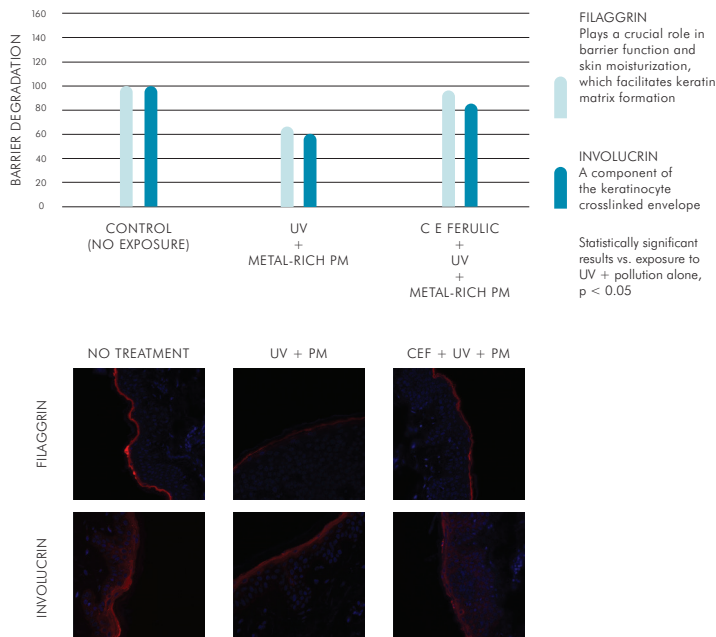 BARRIER DEGRADATION
160
140
120
100
80
60
40
20
0
CONTROL
(NO EXPOSURE)
UV
+
METAL-RICH PM
C E FERULIC
+
UV
+
METAL-RICH PM
FILAGGRIN
Plays a crucial role in
barrier function and
skin moisturization,
which facilitates keratin
matrix formation
INVOLUCRIN
A component of
the keratinocyte
crosslinked envelope
Statistically significant
results vs. exposure to
UV + pollution alone,
p < 0.05
NO TREATMENT
UV + PM
CEF + UV + PM
FILAGGRIN
INVOLUCRIN